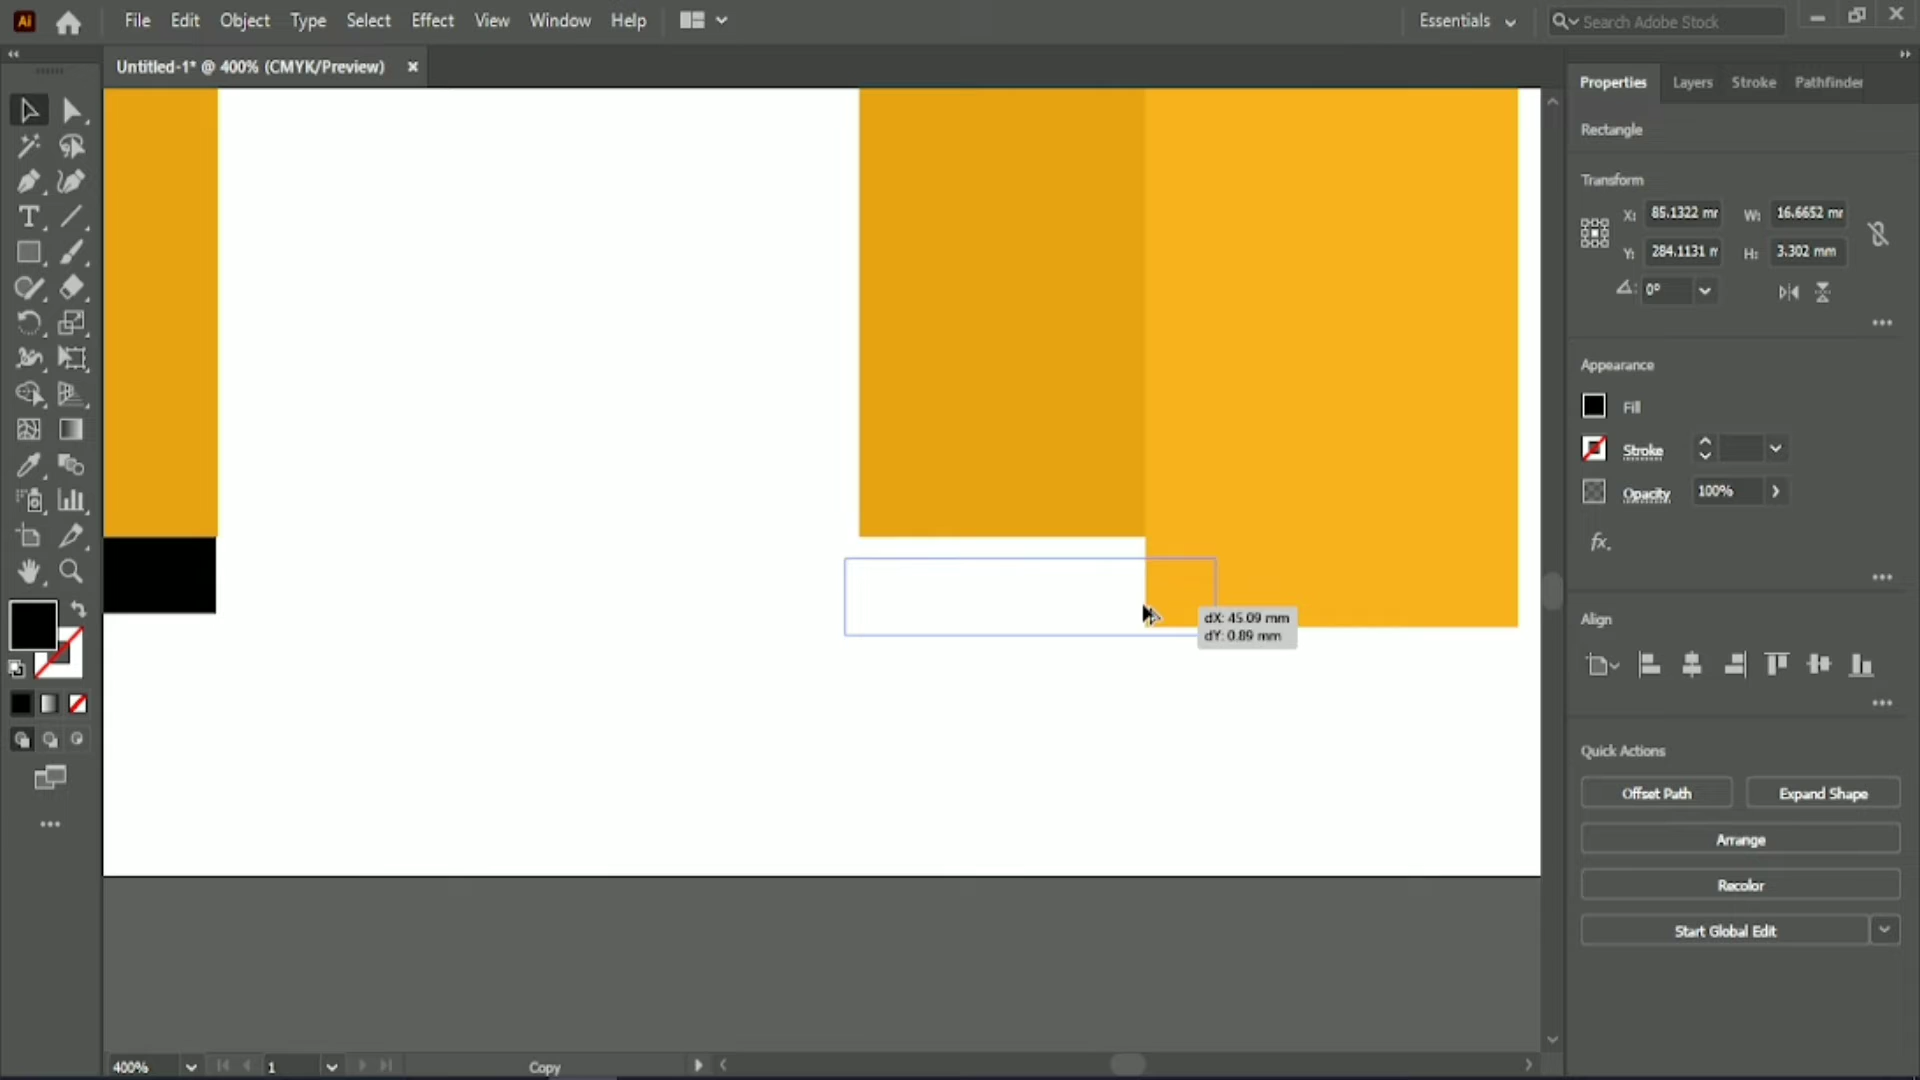 Ai File Edit Object Type Select Effect View Window Help Essentials Search Adobe Stock
Untitled-1* @ 400% (CMYK/Preview) ×
Properties Layers Stroke Pathfinder
Rectangle
Transform
X: 85.1322 mr W: 16.6652 mr
Y: 284.1131 m H: 3.302 mm
0°
Appearance
Fill
Stroke
Opacity 100%
fx.
dX: 45.09 mm
dY: 0.89 mm
Align
Quick Actions
Offset Path Expand Shape
Arrange
Recolor
Start Global Edit
400% 1 Copy